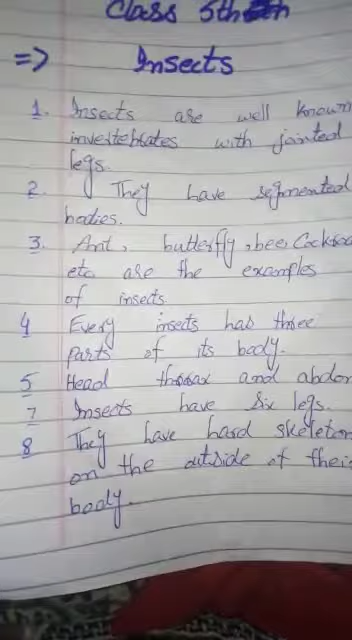 Class 5th
=> Insects
1. Insects are well known
invertebrates with jointed
legs.
2. They have segmented
bodies.
3. Ant, butterfly, bee, Cockroa
etc are the examples
of insects
4 Every insects has three
parts of its body.
5 Head thorax and abdom
7 Insects have six legs.
8 They have hard skeleton
on the outside of their
body.